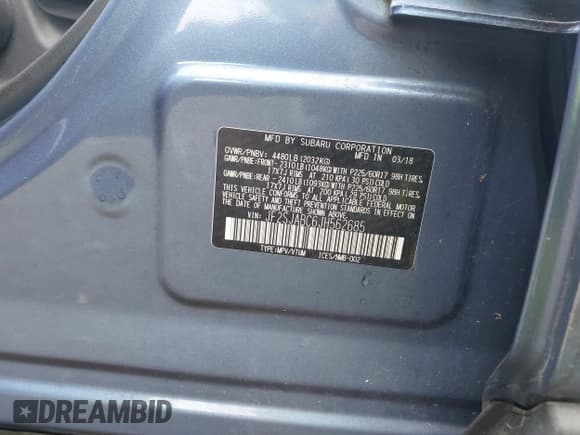 MFD BY SUBARU CORPORATION
GVWR/PNBV: 4480LB(2032KG) MFD IN 03/18
GAWR/PNBE:FRONT-2310LB(1048KG)WITH P225/60R17 98H TIRES,
17x7J RIMS AT 210 KPA(30 PSI)COLD
GAWR/PNBE:REAR -2410LB(1093KG)WITH P225/60R17 98H TIRES,
17x7J RIMS AT 200 KPA(29 PSI)COLD
THIS VEHICLE CONFORMS TO ALL APPLICABLE FEDERAL MOTOR
VEHICLE SAFETY AND THEFT PREVENTION STANDARDS IN EFFECT ON
THE DATE OF MANUFACTURE SHOWN ABOVE.
VIN: JF2SJABC6JH562685
TYPE:MPV/VTUM ICES/NMB-002
DREAMBID